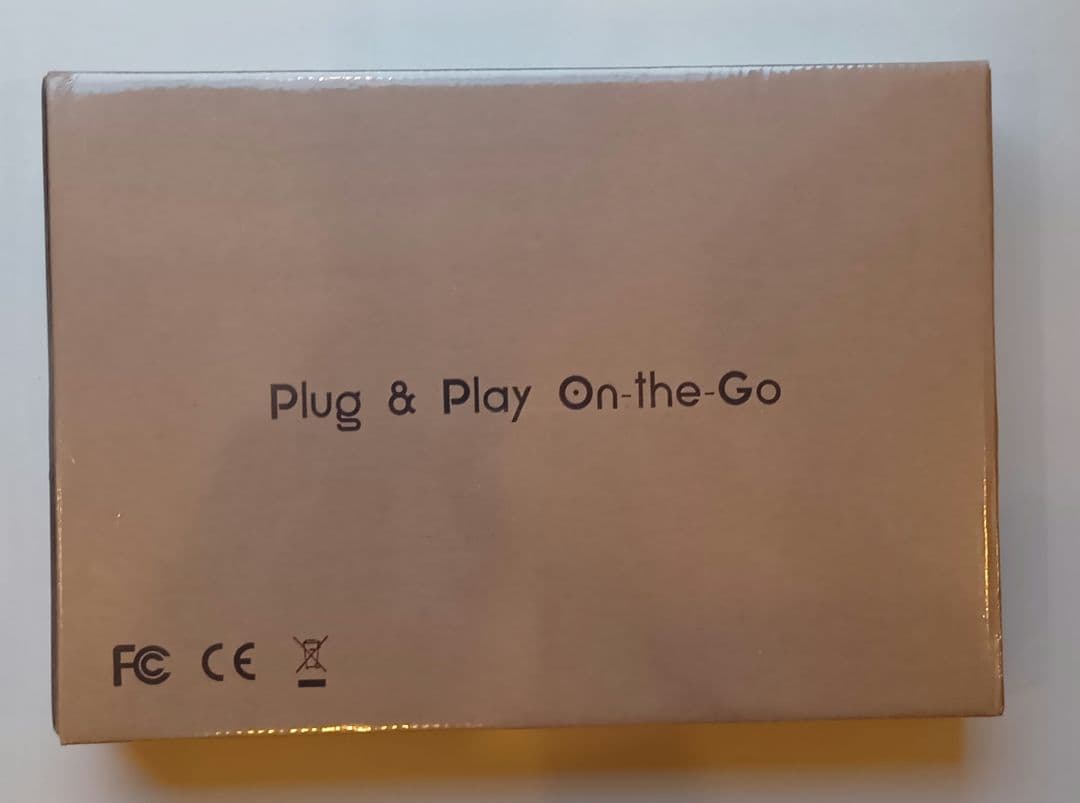 Plug & Play On-the-Go
FC CE